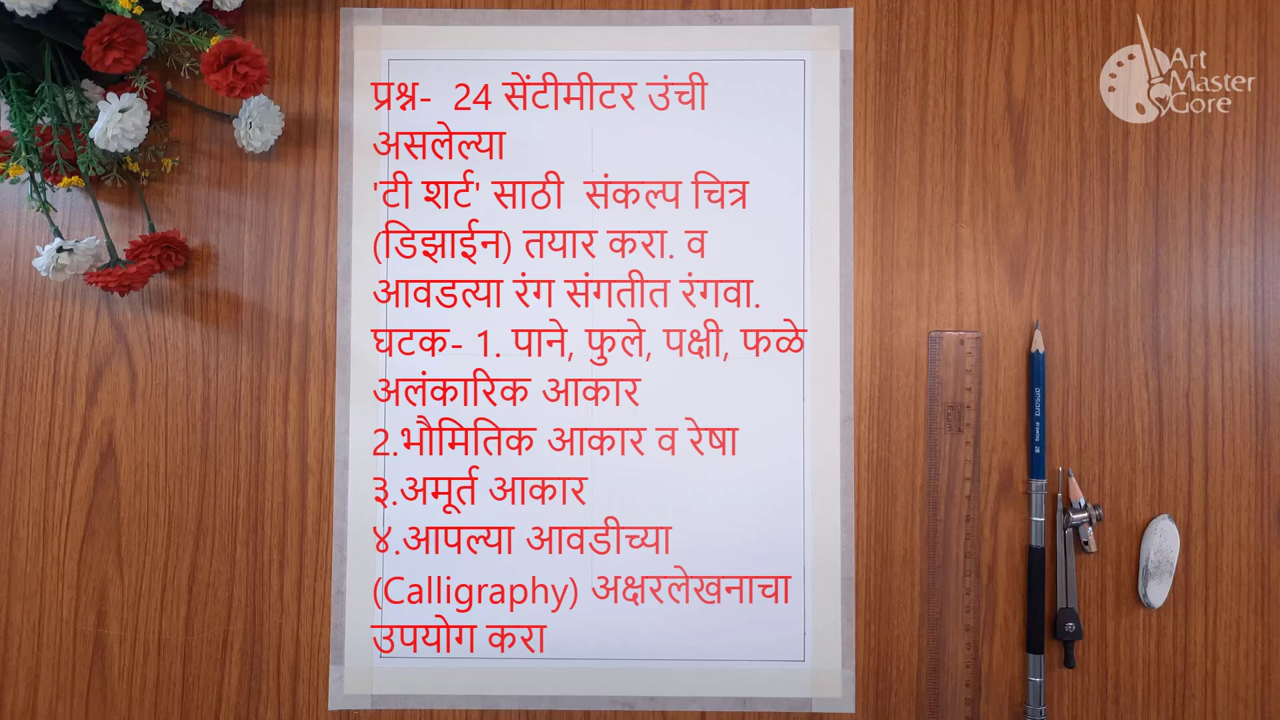 प्रश्न- 24 सेंटीमीटर उंची
असलेल्या
'टी शर्ट' साठी संकल्प चित्र
(डिझाईन) तयार करा. व
आवडत्या रंग संगतीत रंगवा.
घटक- 1. पाने, फुले, पक्षी, फळे
अलंकारिक आकार
2.भौमितिक आकार व रेषा
३.अमूर्त आकार
४.आपल्या आवडीच्या
(Calligraphy) अक्षरलेखनाचा
उपयोग करा
Art
Master
Gore